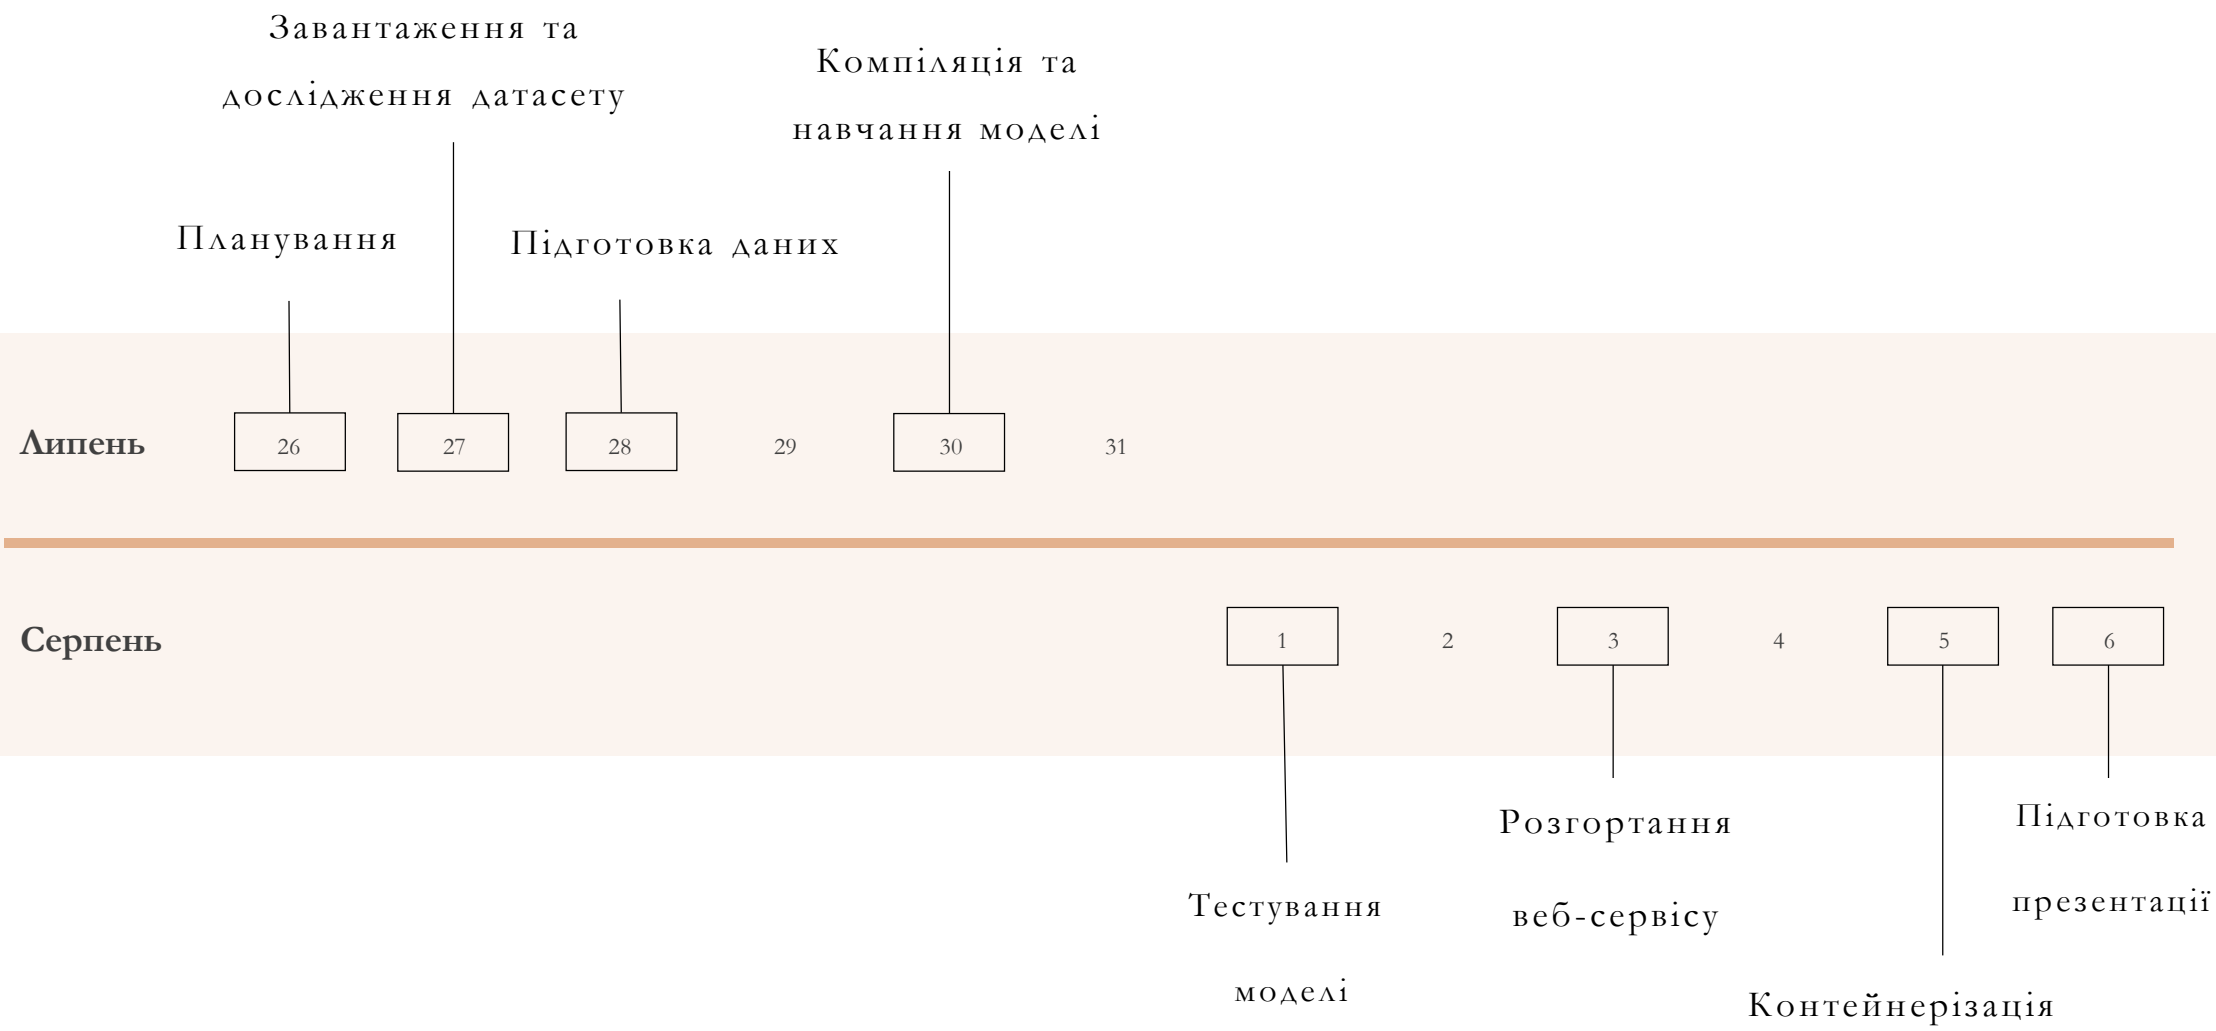 Завантаження та
дослідження датасету
Компіляція та
навчання моделі
Планування
Підготовка даних
Липень 26 27 28 29 30 31
Серпень 1 2 3 4 5 6
Тестування
моделі
Розгортання
веб-сервісу
Контейнерізація
Підготовка
презентації